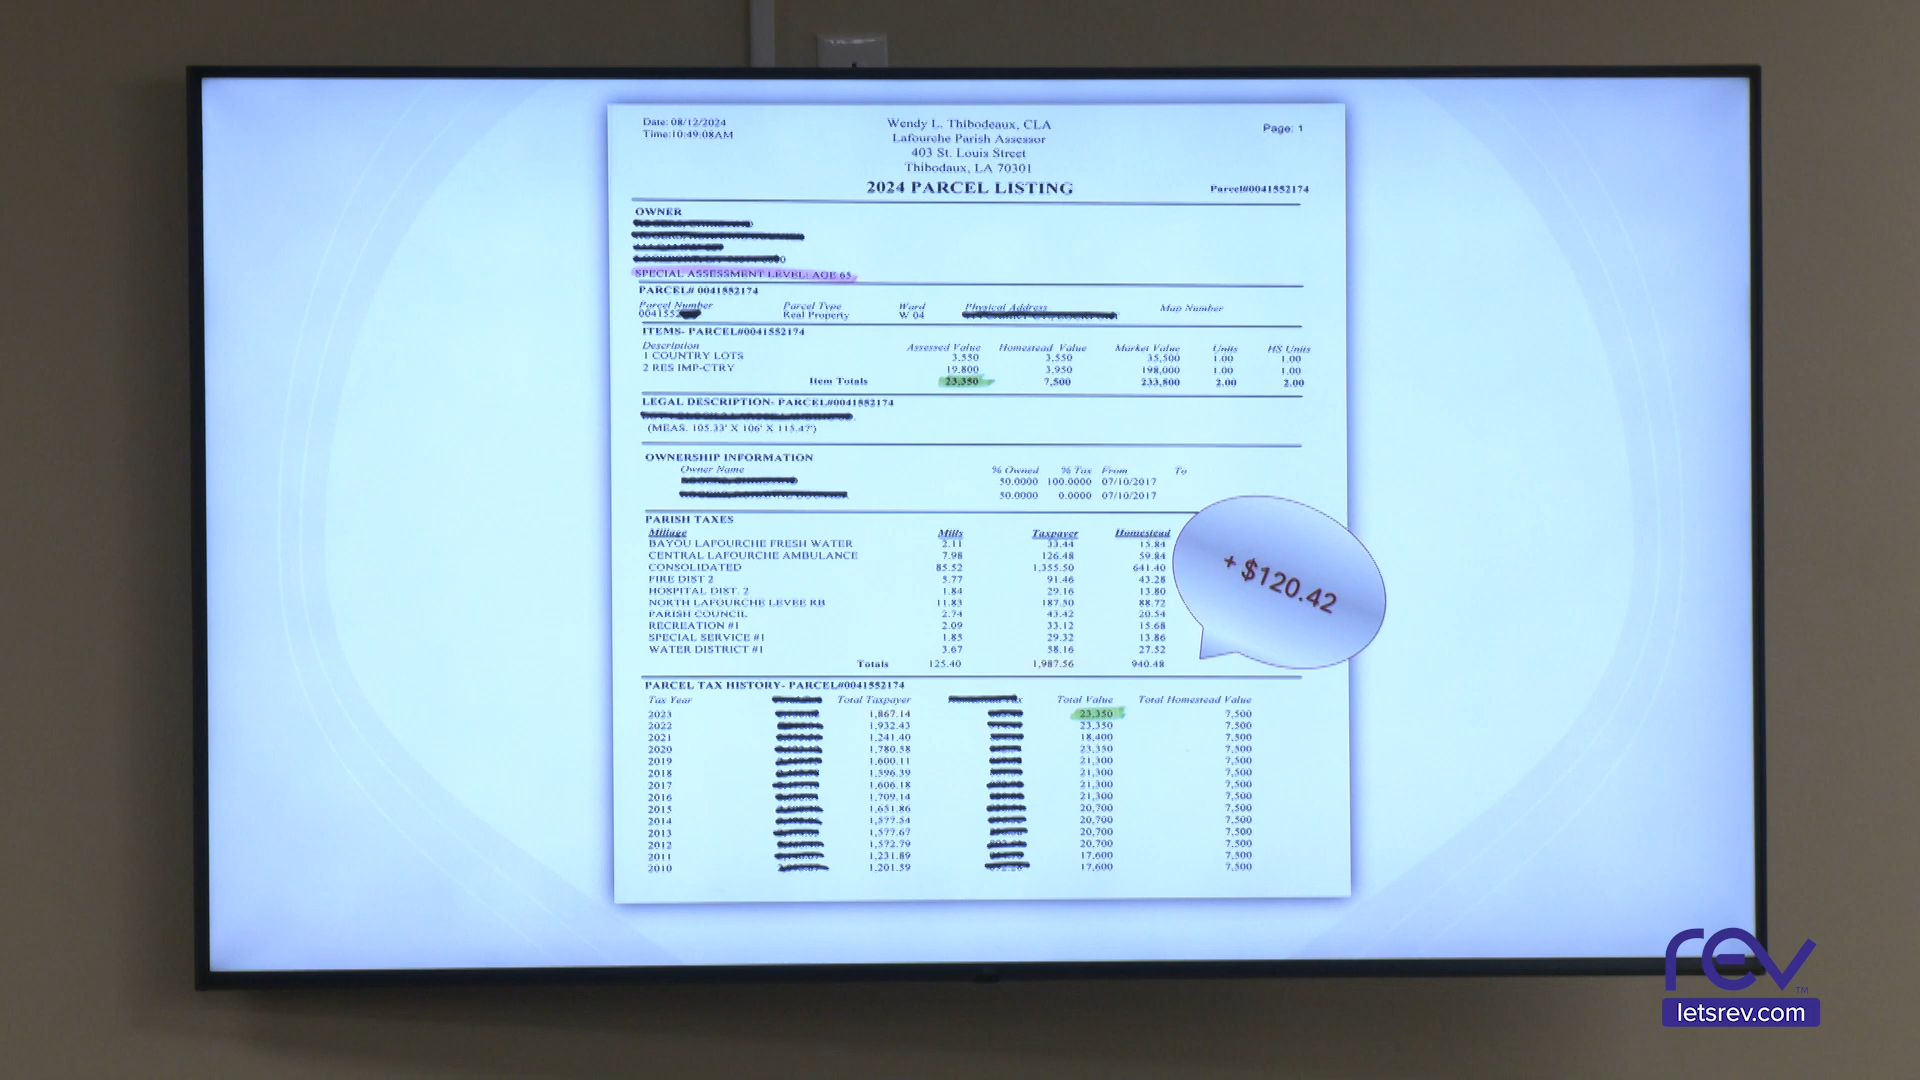 Date: 08/12/2024
Time:10:49:08AM
Wendy L. Thibodeaux, CLA
Lafourche Parish Assessor
403 St. Louis Street
Thibodaux, LA 70301
Page: 1
2024 PARCEL LISTING
Parcel#0041552174
OWNER
SPECIAL ASSESSMENT LEVEL: AGE 65
PARCEL# 0041552174
Parcel Number Parcel Type Ward Physical Address Map Number
004155 Real Property W 04
ITEMS- PARCEL#0041552174
Description Assessed Value Homestead Value Market Value Units HS Units
1 COUNTRY LOTS 3,550 3,550 35,500 1.00 1.00
2 RES IMP-CTRY 19,800 3,950 198,000 1.00 1.00
Item Totals 23,350 7,500 233,800 2.00 2.00
LEGAL DESCRIPTION- PARCEL#0041552174
(MEAS. 105.33' X 106' X 115.47')
OWNERSHIP INFORMATION
Owner Name % Owned % Tax From To
50.0000 100.0000 07/10/2017
50.0000 0.0000 07/10/2017
PARISH TAXES
Millage Mills Taxpayer Homestead
BAYOU LAFOURCHE FRESH WATER 2.11 33.44 15.84
CENTRAL LAFOURCHE AMBULANCE 7.98 126.48 59.84
CONSOLIDATED 85.52 1,355.50 641.40
FIRE DIST 2 5.77 91.46 43.28
HOSPITAL DIST. 2 1.84 29.16 13.80
NORTH LAFOURCHE LEVEE RB 11.83 187.50 88.72
PARISH COUNCIL 2.74 43.42 20.54
RECREATION #1 2.09 33.12 15.68
SPECIAL SERVICE #1 1.85 29.32 13.86
WATER DISTRICT #1 3.67 58.16 27.52
Totals 125.40 1,987.56 940.48
+ $120.42
PARCEL TAX HISTORY- PARCEL#0041552174
Tax Year Total Taxpayer Total Value Total Homestead Value
2023 1,867.14 23,350 7,500
2022 1,932.43 23,350 7,500
2021 1,241.40 18,400 7,500
2020 1,780.58 23,350 7,500
2019 1,600.11 21,300 7,500
2018 1,596.39 21,300 7,500
2017 1,606.18 21,300 7,500
2016 1,709.14 21,300 7,500
2015 1,651.86 20,700 7,500
2014 1,577.54 20,700 7,500
2013 1,577.67 20,700 7,500
2012 1,572.79 20,700 7,500
2011 1,231.89 17,600 7,500
2010 1,201.59 17,600 7,500
rev™
letsrev.com